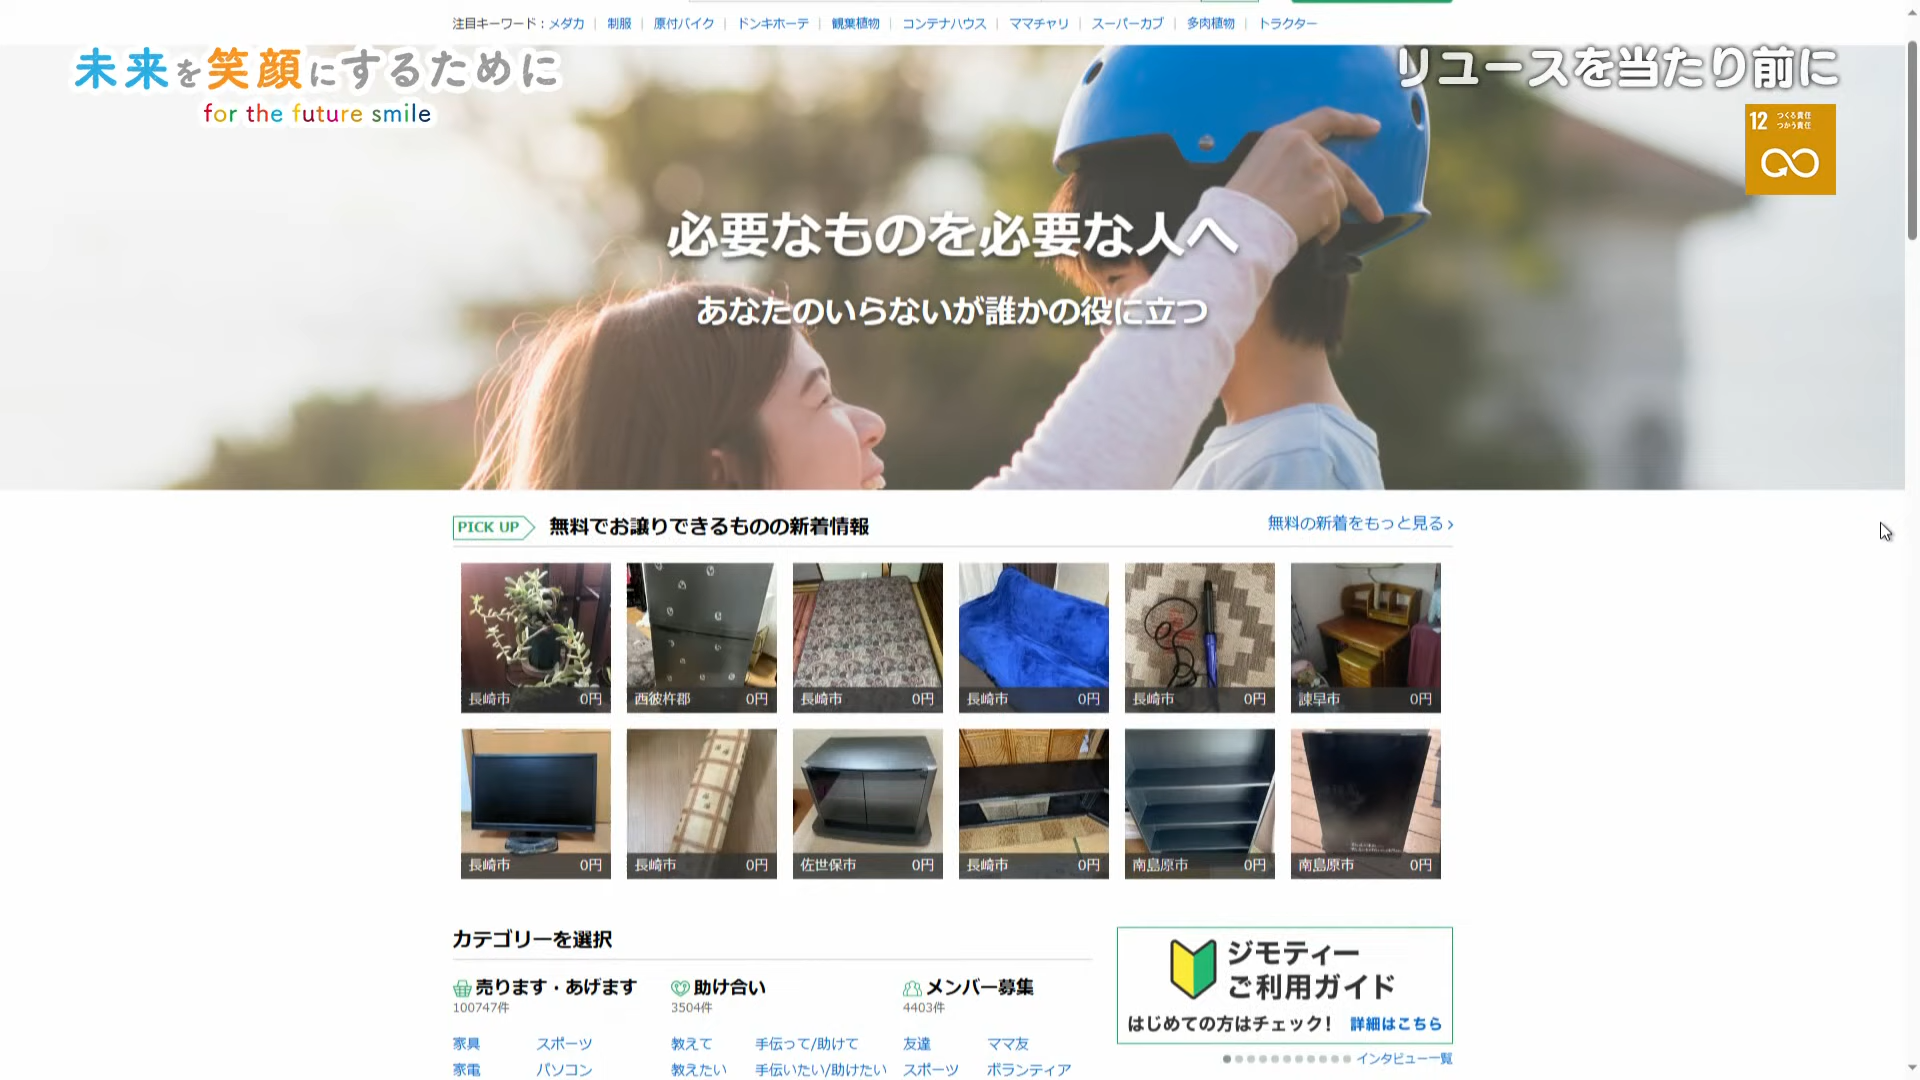 注目キーワード：メダカ | 制服 | 原付バイク | ドンキホーテ | 観葉植物 | コンテナハウス | ママチャリ | スーパーカブ | 多肉植物 | トラクター
未来を笑顔にするために
for the future smile
リユースを当たり前に
12 つくる責任
つかう責任
必要なものを必要な人へ
あなたのいらないが誰かの役に立つ
PICK UP 無料でお譲りできるものの新着情報
無料の新着をもっと見る ›
長崎市 0円
西彼杵郡 0円
長崎市 0円
長崎市 0円
長崎市 0円
諫早市 0円
長崎市 0円
長崎市 0円
佐世保市 0円
長崎市 0円
南島原市 0円
南島原市 0円
カテゴリーを選択
売ります・あげます
100747件
家具 スポーツ
家電 パソコン
助け合い
3504件
教えて 手伝って/助けて
教えたい 手伝いたい/助けたい
メンバー募集
4403件
友達 ママ友
スポーツ ボランティア
ジモティー
ご利用ガイド
はじめての方はチェック！ 詳細はこちら
インタビュー一覧